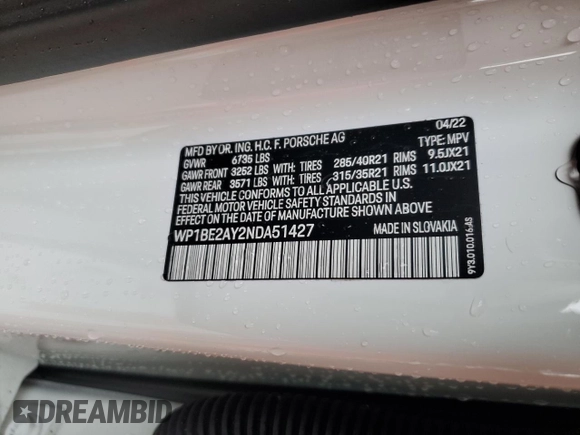 04/22
MFD BY DR. ING. H.C. F. PORSCHE AG
TYPE: MPV
GVWR 6735 LBS
GAWR FRONT 3252 LBS WITH: TIRES 285/40R21 RIMS 9.5JX21
GAWR REAR 3571 LBS WITH: TIRES 315/35R21 RIMS 11.0JX21
THIS VEHICLE CONFORMS TO ALL APPLICABLE U.S.
FEDERAL MOTOR VEHICLE SAFETY STANDARDS IN
EFFECT ON THE DATE OF MANUFACTURE SHOWN ABOVE.
WP1BE2AY2NDA51427
MADE IN SLOVAKIA
9Y3.010.016.AS
DREAMBID